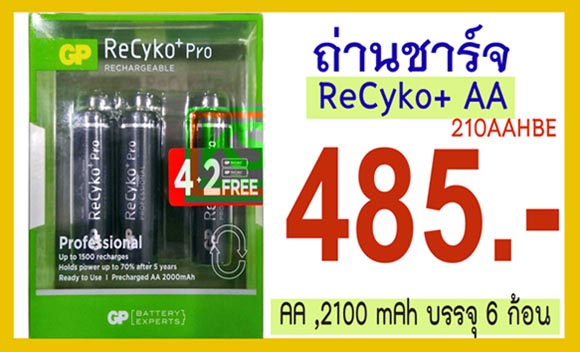 GP ReCyko+ Pro
RECHARGEABLE
ReCyko+ Pro
ReCyko+ Pro
PROFESSIONAL
4+2 FREE
GP
Professional
Up to 1500 recharges
Holds power up to 70% after 5 years
Ready to Use | Precharged AA 2000mAh
GP [BATTERY EXPERTS]
ถ่านชาร์จ
ReCyko+ AA
210AAHBE
485.-
AA ,2100 mAh บรรจุ 6 ก้อน